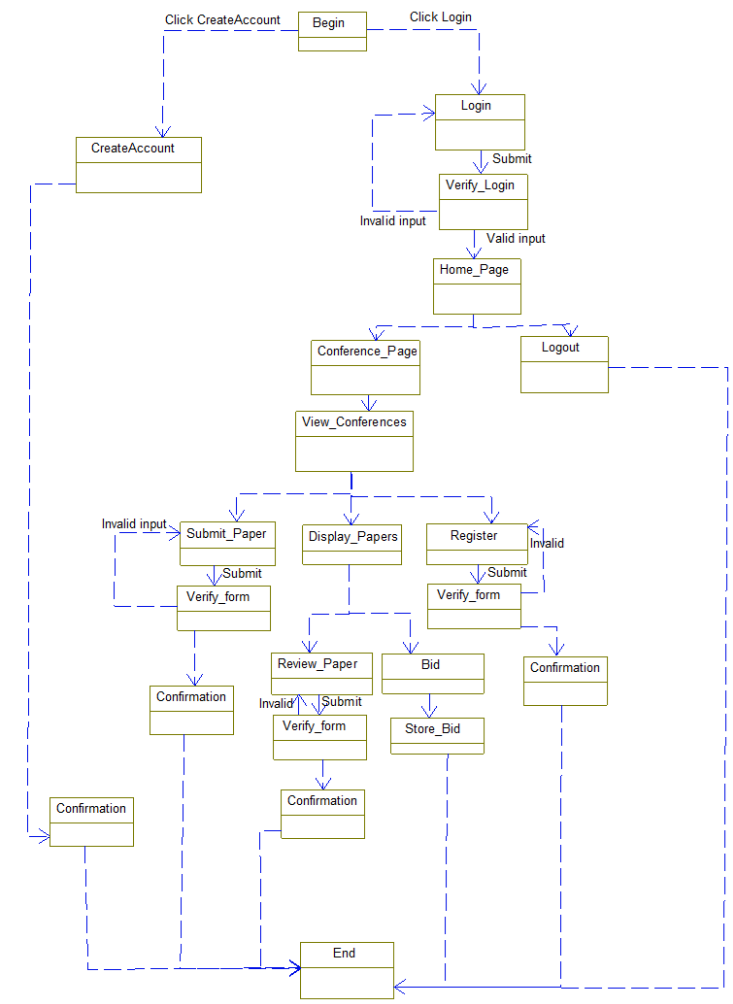 Click CreateAccount
Begin
Click Login
Login
CreateAccount
Submit
Verify_Login
Invalid input
Valid input
Home_Page
Conference_Page
Logout
View_Conferences
Invalid input
Submit_Paper
Display_Papers
Register
Invalid
Submit
Submit
Verify_form
Verify_form
Review_Paper
Bid
Confirmation
Invalid
Submit
Confirmation
Verify_form
Store_Bid
Confirmation
Confirmation
End